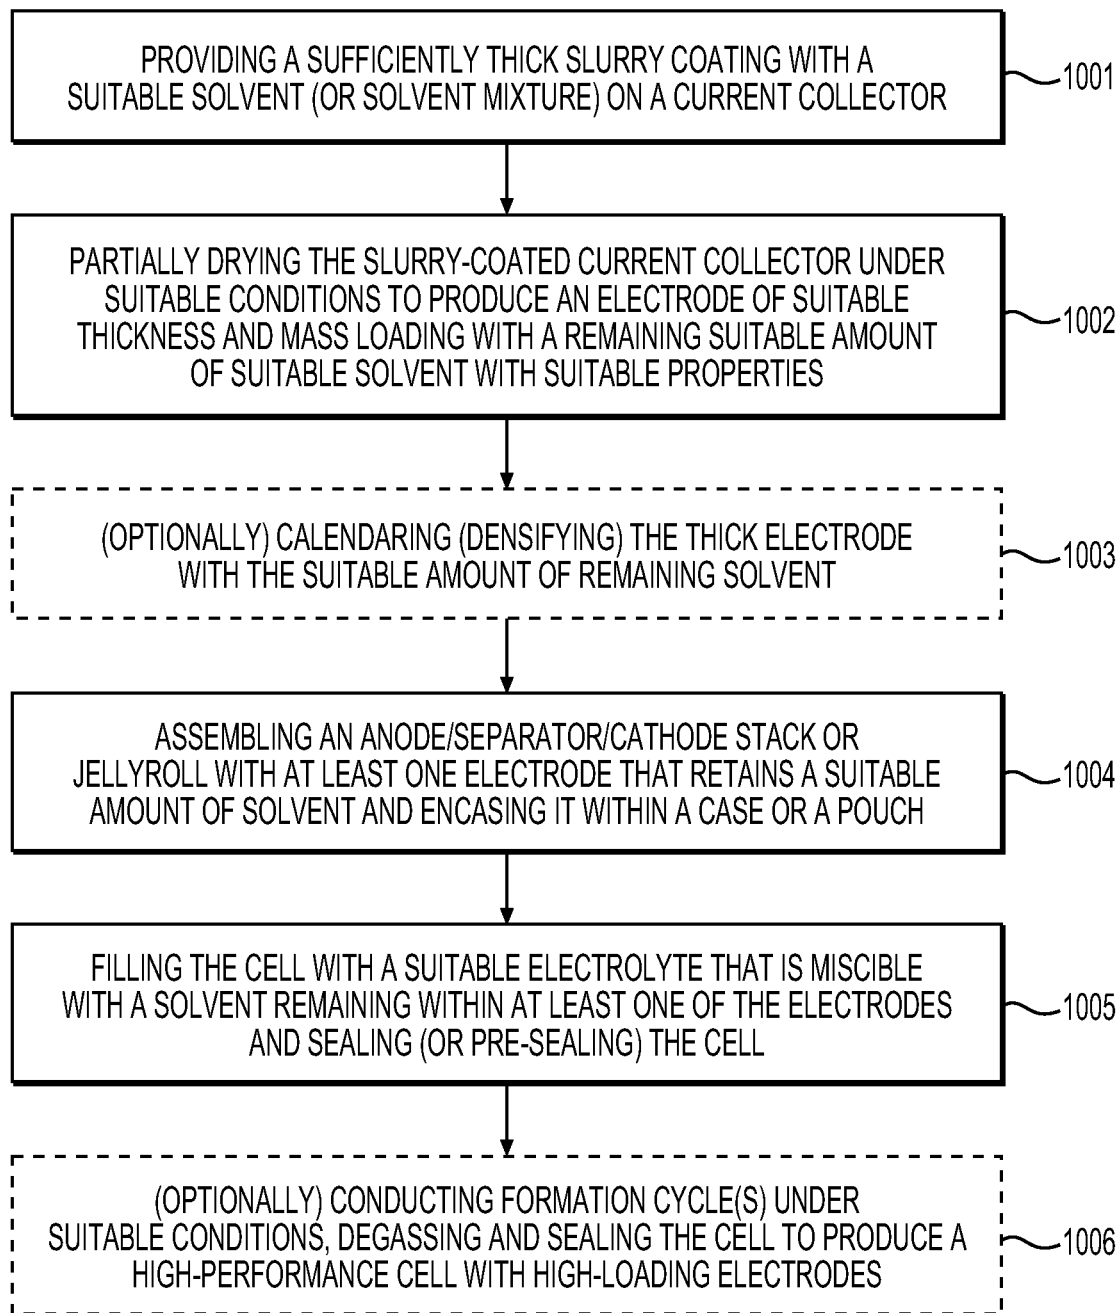 PROVIDING A SUFFICIENTLY THICK SLURRY COATING WITH A
SUITABLE SOLVENT (OR SOLVENT MIXTURE) ON A CURRENT COLLECTOR
1001
PARTIALLY DRYING THE SLURRY-COATED CURRENT COLLECTOR UNDER
SUITABLE CONDITIONS TO PRODUCE AN ELECTRODE OF SUITABLE
THICKNESS AND MASS LOADING WITH A REMAINING SUITABLE AMOUNT
OF SUITABLE SOLVENT WITH SUITABLE PROPERTIES
1002
(OPTIONALLY) CALENDARING (DENSIFYING) THE THICK ELECTRODE
WITH THE SUITABLE AMOUNT OF REMAINING SOLVENT
1003
ASSEMBLING AN ANODE/SEPARATOR/CATHODE STACK OR
JELLYROLL WITH AT LEAST ONE ELECTRODE THAT RETAINS A SUITABLE
AMOUNT OF SOLVENT AND ENCASING IT WITHIN A CASE OR A POUCH
1004
FILLING THE CELL WITH A SUITABLE ELECTROLYTE THAT IS MISCIBLE
WITH A SOLVENT REMAINING WITHIN AT LEAST ONE OF THE ELECTRODES
AND SEALING (OR PRE-SEALING) THE CELL
1005
(OPTIONALLY) CONDUCTING FORMATION CYCLE(S) UNDER
SUITABLE CONDITIONS, DEGASSING AND SEALING THE CELL TO PRODUCE A
HIGH-PERFORMANCE CELL WITH HIGH-LOADING ELECTRODES
1006